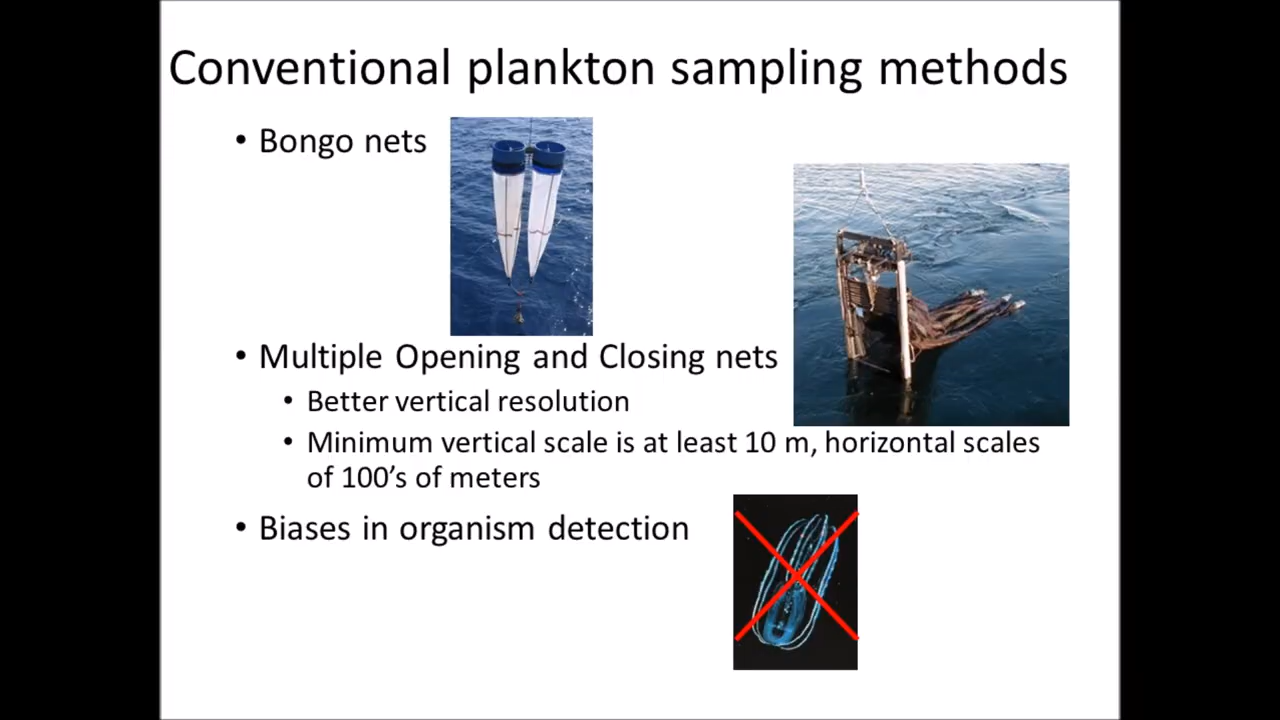 Conventional plankton sampling methods
• Bongo nets
• Multiple Opening and Closing nets
• Better vertical resolution
• Minimum vertical scale is at least 10 m, horizontal scales
of 100’s of meters
• Biases in organism detection